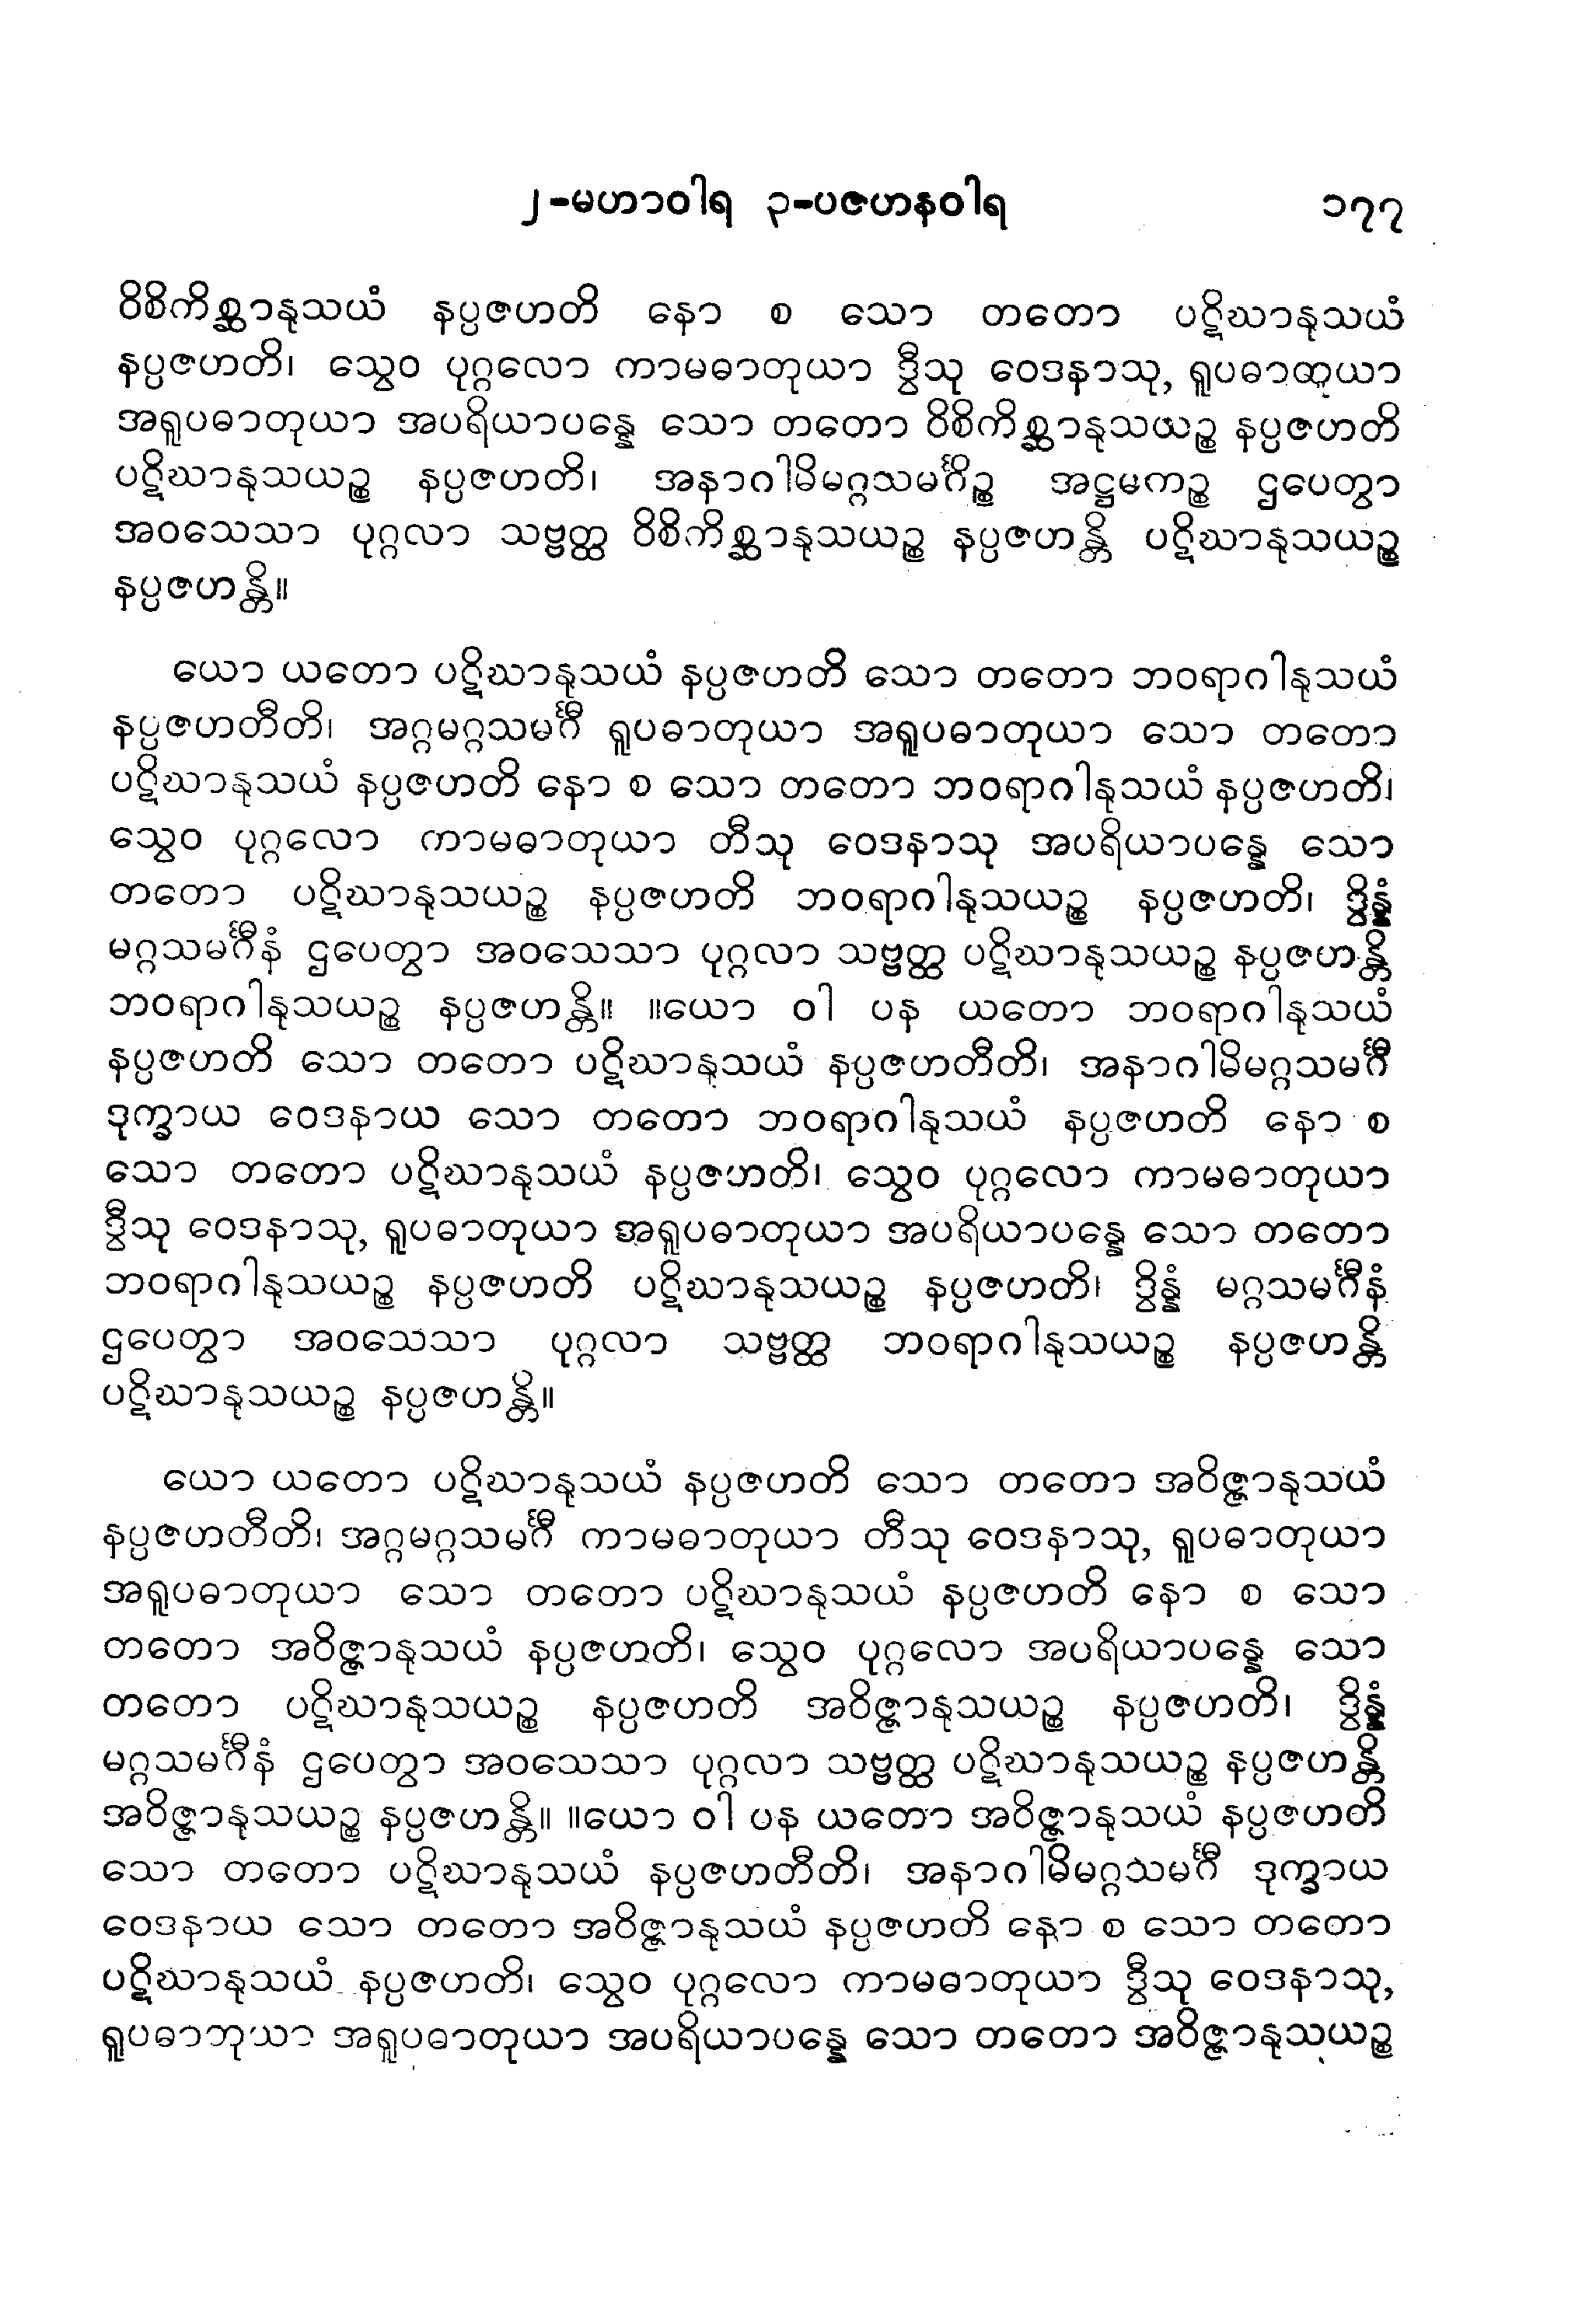 ၂-မဟာဝါရ ၃-ပဇဟနဝါရ ၁၇၇
ဝိစိကိစ္ဆာနုသယံ နပ္ပဇဟတိ နော စ သော တတော ပဋိဃာနုသယံ
နပ္ပဇဟတိ၊ သွေဝ ပုဂ္ဂလော ကာမဓာတုယာ ဒွီသု ဝေဒနာသု, ရူပဓာတုယာ
အရူပဓာတုယာ အပရိယာပန္နေ သော တတော ဝိစိကိစ္ဆာနုသယဉ္စ နပ္ပဇဟတိ
ပဋိဃာနုသယဉ္စ နပ္ပဇဟတိ၊ အနာဂါမိမဂ္ဂသမင်္ဂိဉ္စ အဋ္ဌမကဉ္စ ဌပေတွာ
အဝသေသာ ပုဂ္ဂလာ သဗ္ဗတ္ထ ဝိစိကိစ္ဆာနုသယဉ္စ နပ္ပဇဟန္တိ ပဋိဃာနုသယဉ္စ
နပ္ပဇဟန္တိ။
ယော ယတော ပဋိဃာနုသယံ နပ္ပဇဟတိ သော တတော ဘဝရာဂါနုသယံ
နပ္ပဇဟတီတိ၊ အဂ္ဂမဂ္ဂသမင်္ဂီ ရူပဓာတုယာ အရူပဓာတုယာ သော တတော
ပဋိဃာနုသယံ နပ္ပဇဟတိ နော စ သော တတော ဘဝရာဂါနုသယံ နပ္ပဇဟတိ၊
သွေဝ ပုဂ္ဂလော ကာမဓာတုယာ တီသု ဝေဒနာသု အပရိယာပန္နေ သော
တတော ပဋိဃာနုသယဉ္စ နပ္ပဇဟတိ ဘဝရာဂါနုသယဉ္စ နပ္ပဇဟတိ၊ ဒွိန္နံ
မဂ္ဂသမင်္ဂီနံ ဌပေတွာ အဝသေသာ ပုဂ္ဂလာ သဗ္ဗတ္ထ ပဋိဃာနုသယဉ္စ နပ္ပဇဟန္တိ
ဘဝရာဂါနုသယဉ္စ နပ္ပဇဟန္တိ။ ။ယော ဝါ ပန ယတော ဘဝရာဂါနုသယံ
နပ္ပဇဟတိ သော တတော ပဋိဃာနုသယံ နပ္ပဇဟတီတိ၊ အနာဂါမိမဂ္ဂသမင်္ဂီ
ဒုက္ခာယ ဝေဒနာယ သော တတော ဘဝရာဂါနုသယံ နပ္ပဇဟတိ နော စ
သော တတော ပဋိဃာနုသယံ နပ္ပဇဟတိ၊ သွေဝ ပုဂ္ဂလော ကာမဓာတုယာ
ဒွီသု ဝေဒနာသု, ရူပဓာတုယာ အရူပဓာတုယာ အပရိယာပန္နေ သော တတော
ဘဝရာဂါနုသယဉ္စ နပ္ပဇဟတိ ပဋိဃာနုသယဉ္စ နပ္ပဇဟတိ၊ ဒွိန္နံ မဂ္ဂသမင်္ဂီနံ
ဌပေတွာ အဝသေသာ ပုဂ္ဂလာ သဗ္ဗတ္ထ ဘဝရာဂါနုသယဉ္စ နပ္ပဇဟန္တိ
ပဋိဃာနုသယဉ္စ နပ္ပဇဟန္တိ။
ယော ယတော ပဋိဃာနုသယံ နပ္ပဇဟတိ သော တတော အဝိဇ္ဇာနုသယံ
နပ္ပဇဟတီတိ၊ အဂ္ဂမဂ္ဂသမင်္ဂီ ကာမဓာတုယာ တီသု ဝေဒနာသု, ရူပဓာတုယာ
အရူပဓာတုယာ သော တတော ပဋိဃာနုသယံ နပ္ပဇဟတိ နော စ သော
တတော အဝိဇ္ဇာနုသယံ နပ္ပဇဟတိ၊ သွေဝ ပုဂ္ဂလော အပရိယာပန္နေ သော
တတော ပဋိဃာနုသယဉ္စ နပ္ပဇဟတိ အဝိဇ္ဇာနုသယဉ္စ နပ္ပဇဟတိ၊ ဒွိန္နံ
မဂ္ဂသမင်္ဂီနံ ဌပေတွာ အဝသေသာ ပုဂ္ဂလာ သဗ္ဗတ္ထ ပဋိဃာနုသယဉ္စ နပ္ပဇဟန္တိ
အဝိဇ္ဇာနုသယဉ္စ နပ္ပဇဟန္တိ။ ။ယော ဝါ ပန ယတော အဝိဇ္ဇာနုသယံ နပ္ပဇဟတိ
သော တတော ပဋိဃာနုသယံ နပ္ပဇဟတီတိ၊ အနာဂါမိမဂ္ဂသမင်္ဂီ ဒုက္ခာယ
ဝေဒနာယ သော တတော အဝိဇ္ဇာနုသယံ နပ္ပဇဟတိ နော စ သော တတော
ပဋိဃာနုသယံ နပ္ပဇဟတိ၊ သွေဝ ပုဂ္ဂလော ကာမဓာတုယာ ဒွီသု ဝေဒနာသု,
ရူပဓာတုယာ အရူပဓာတုယာ အပရိယာပန္နေ သော တတော အဝိဇ္ဇာနုသယဉ္စ